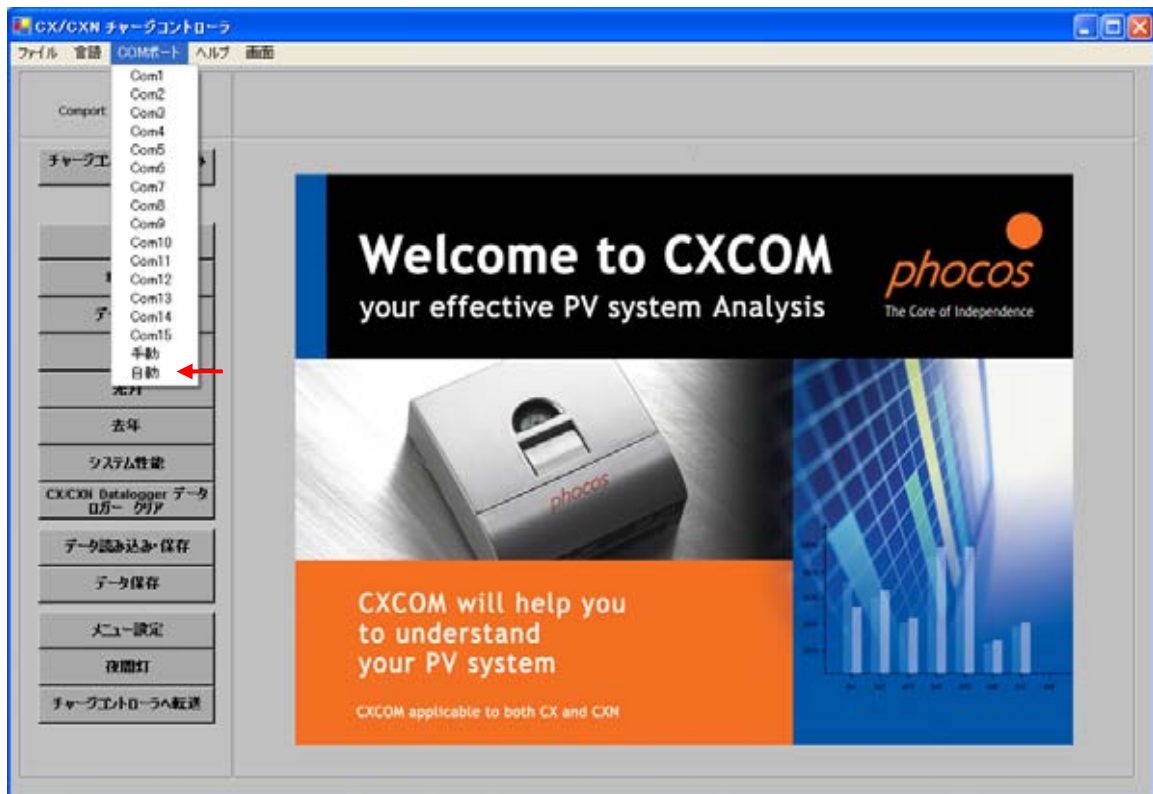 CX/CXN チャージコントローラ
ファイル 言語 COMポート ヘルプ 画面
Comport
Com1
Com2
Com3
Com4
Com5
Com6
Com7
Com8
Com9
Com10
Com11
Com12
Com13
Com14
Com15
手動
自動
去年
システム性能
CX/CXN Datalogger データ
ロガー クリア
データ読み込み・保存
データ保存
メニュー設定
夜間灯
チャージコントローラへ転送
Welcome to CXCOM
your effective PV system Analysis
phocos
The Core of Independence
phocos
CXCOM will help you
to understand
your PV system
CXCOM applicable to both CX and CXN